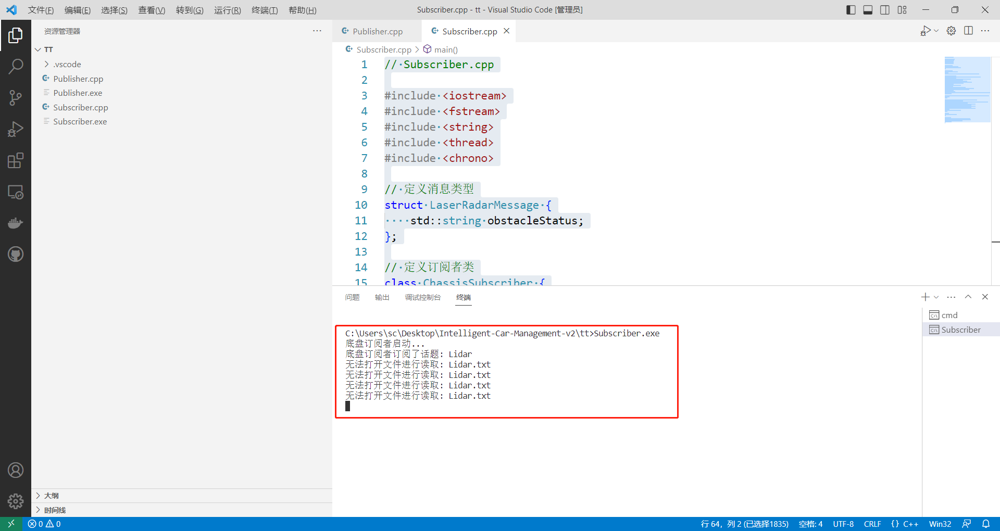 文件(F) 编辑(E) 选择(S) 查看(V) 转到(G) 运行(R) 终端(T) 帮助(H) Subscriber.cpp - tt - Visual Studio Code [管理员]
资源管理器
TT
.vscode
Publisher.cpp
Publisher.exe
Subscriber.cpp
Subscriber.exe
大纲
时间线
Publisher.cpp Subscriber.cpp
Subscriber.cpp > main()
1 // Subscriber.cpp
2
3 #include <iostream>
4 #include <fstream>
5 #include <string>
6 #include <thread>
7 #include <chrono>
8
9 // 定义消息类型
10 struct LaserRadarMessage {
11     std::string obstacleStatus;
12 };
13
14 // 定义订阅者类
15 class ChassisSubscriber {
问题 输出 调试控制台 终端
C:\Users\sc\Desktop\Intelligent-Car-Management-v2\tt>Subscriber.exe
底盘订阅者启动...
底盘订阅者订阅了话题: Lidar
无法打开文件进行读取: Lidar.txt
无法打开文件进行读取: Lidar.txt
无法打开文件进行读取: Lidar.txt
无法打开文件进行读取: Lidar.txt
cmd
Subscriber
0 0 行 64，列 2 (已选择1835) 空格: 4 UTF-8 CRLF {} C++ Win32